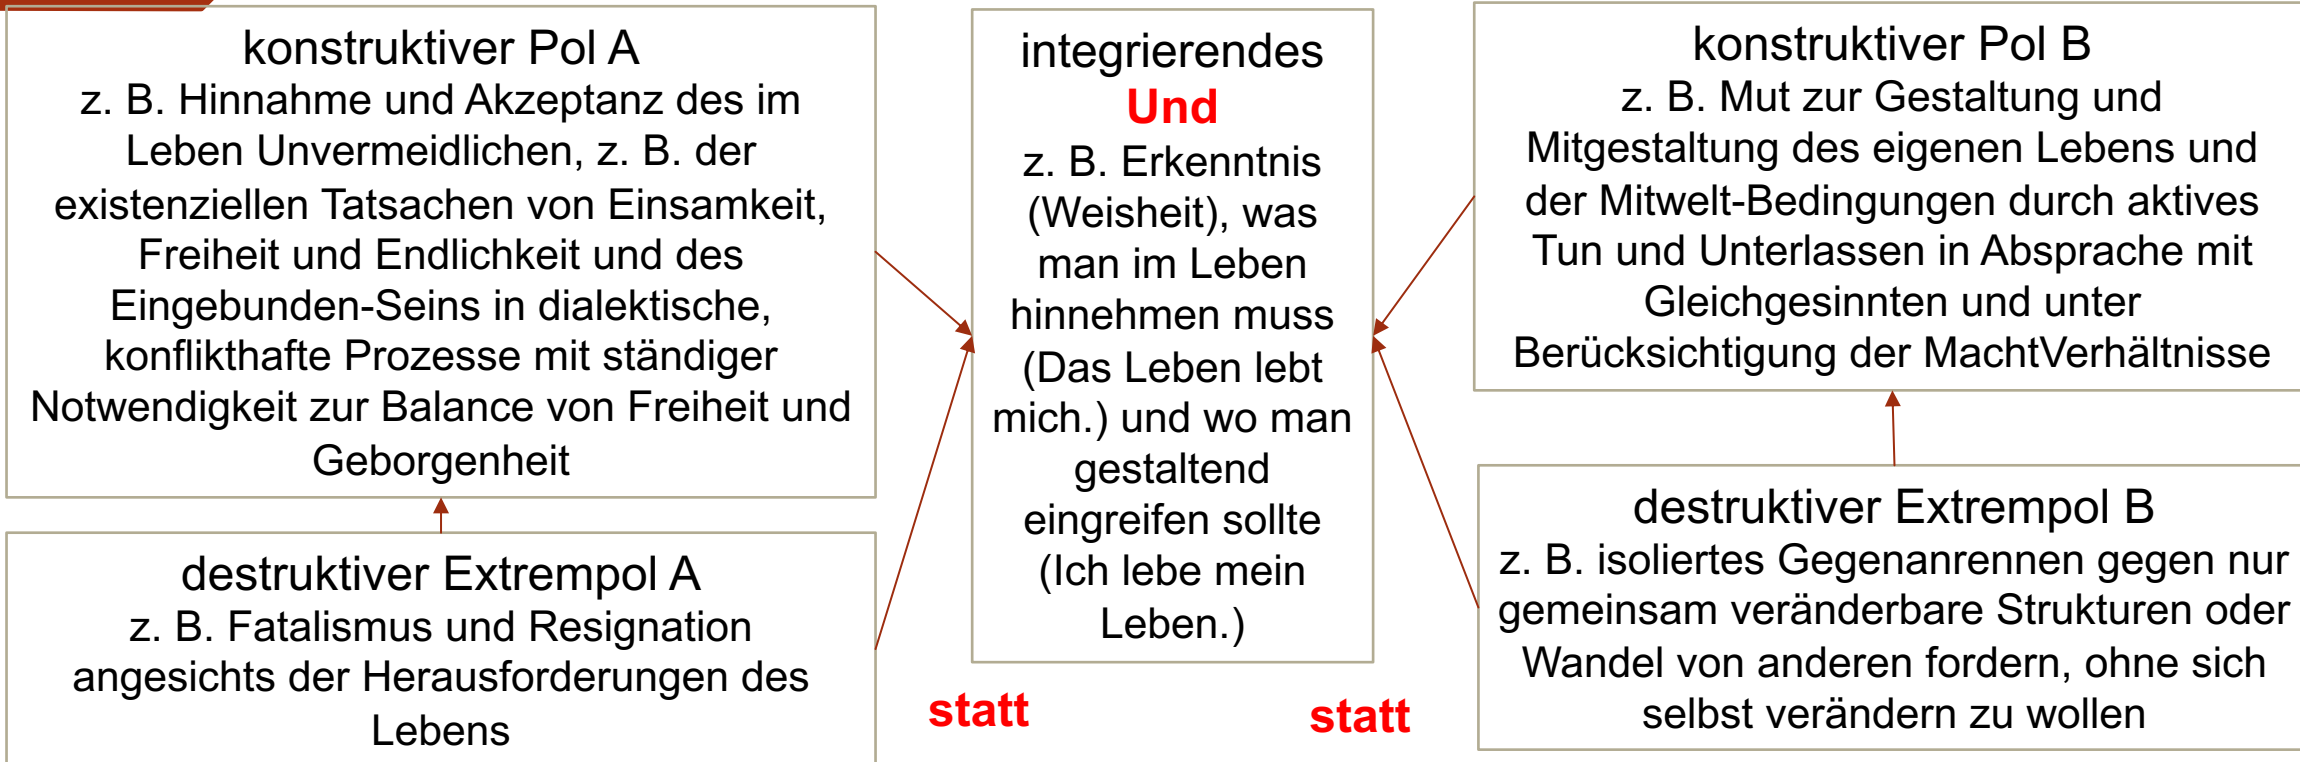 konstruktiver Pol A
z. B. Hinnahme und Akzeptanz des im
Leben Unvermeidlichen, z. B. der
existenziellen Tatsachen von Einsamkeit,
Freiheit und Endlichkeit und des
Eingebunden-Seins in dialektische,
konflikthafte Prozesse mit ständiger
Notwendigkeit zur Balance von Freiheit und
Geborgenheit
destruktiver Extrempol A
z. B. Fatalismus und Resignation
angesichts der Herausforderungen des
Lebens
integrierendes
Und
z. B. Erkenntnis
(Weisheit), was
man im Leben
hinnehmen muss
(Das Leben lebt
mich.) und wo man
gestaltend
eingreifen sollte
(Ich lebe mein
Leben.)
statt
statt
konstruktiver Pol B
z. B. Mut zur Gestaltung und
Mitgestaltung des eigenen Lebens und
der Mitwelt-Bedingungen durch aktives
Tun und Unterlassen in Absprache mit
Gleichgesinnten und unter
Berücksichtigung der MachtVerhältnisse
destruktiver Extrempol B
z. B. isoliertes Gegenanrennen gegen nur
gemeinsam veränderbare Strukturen oder
Wandel von anderen fordern, ohne sich
selbst verändern zu wollen